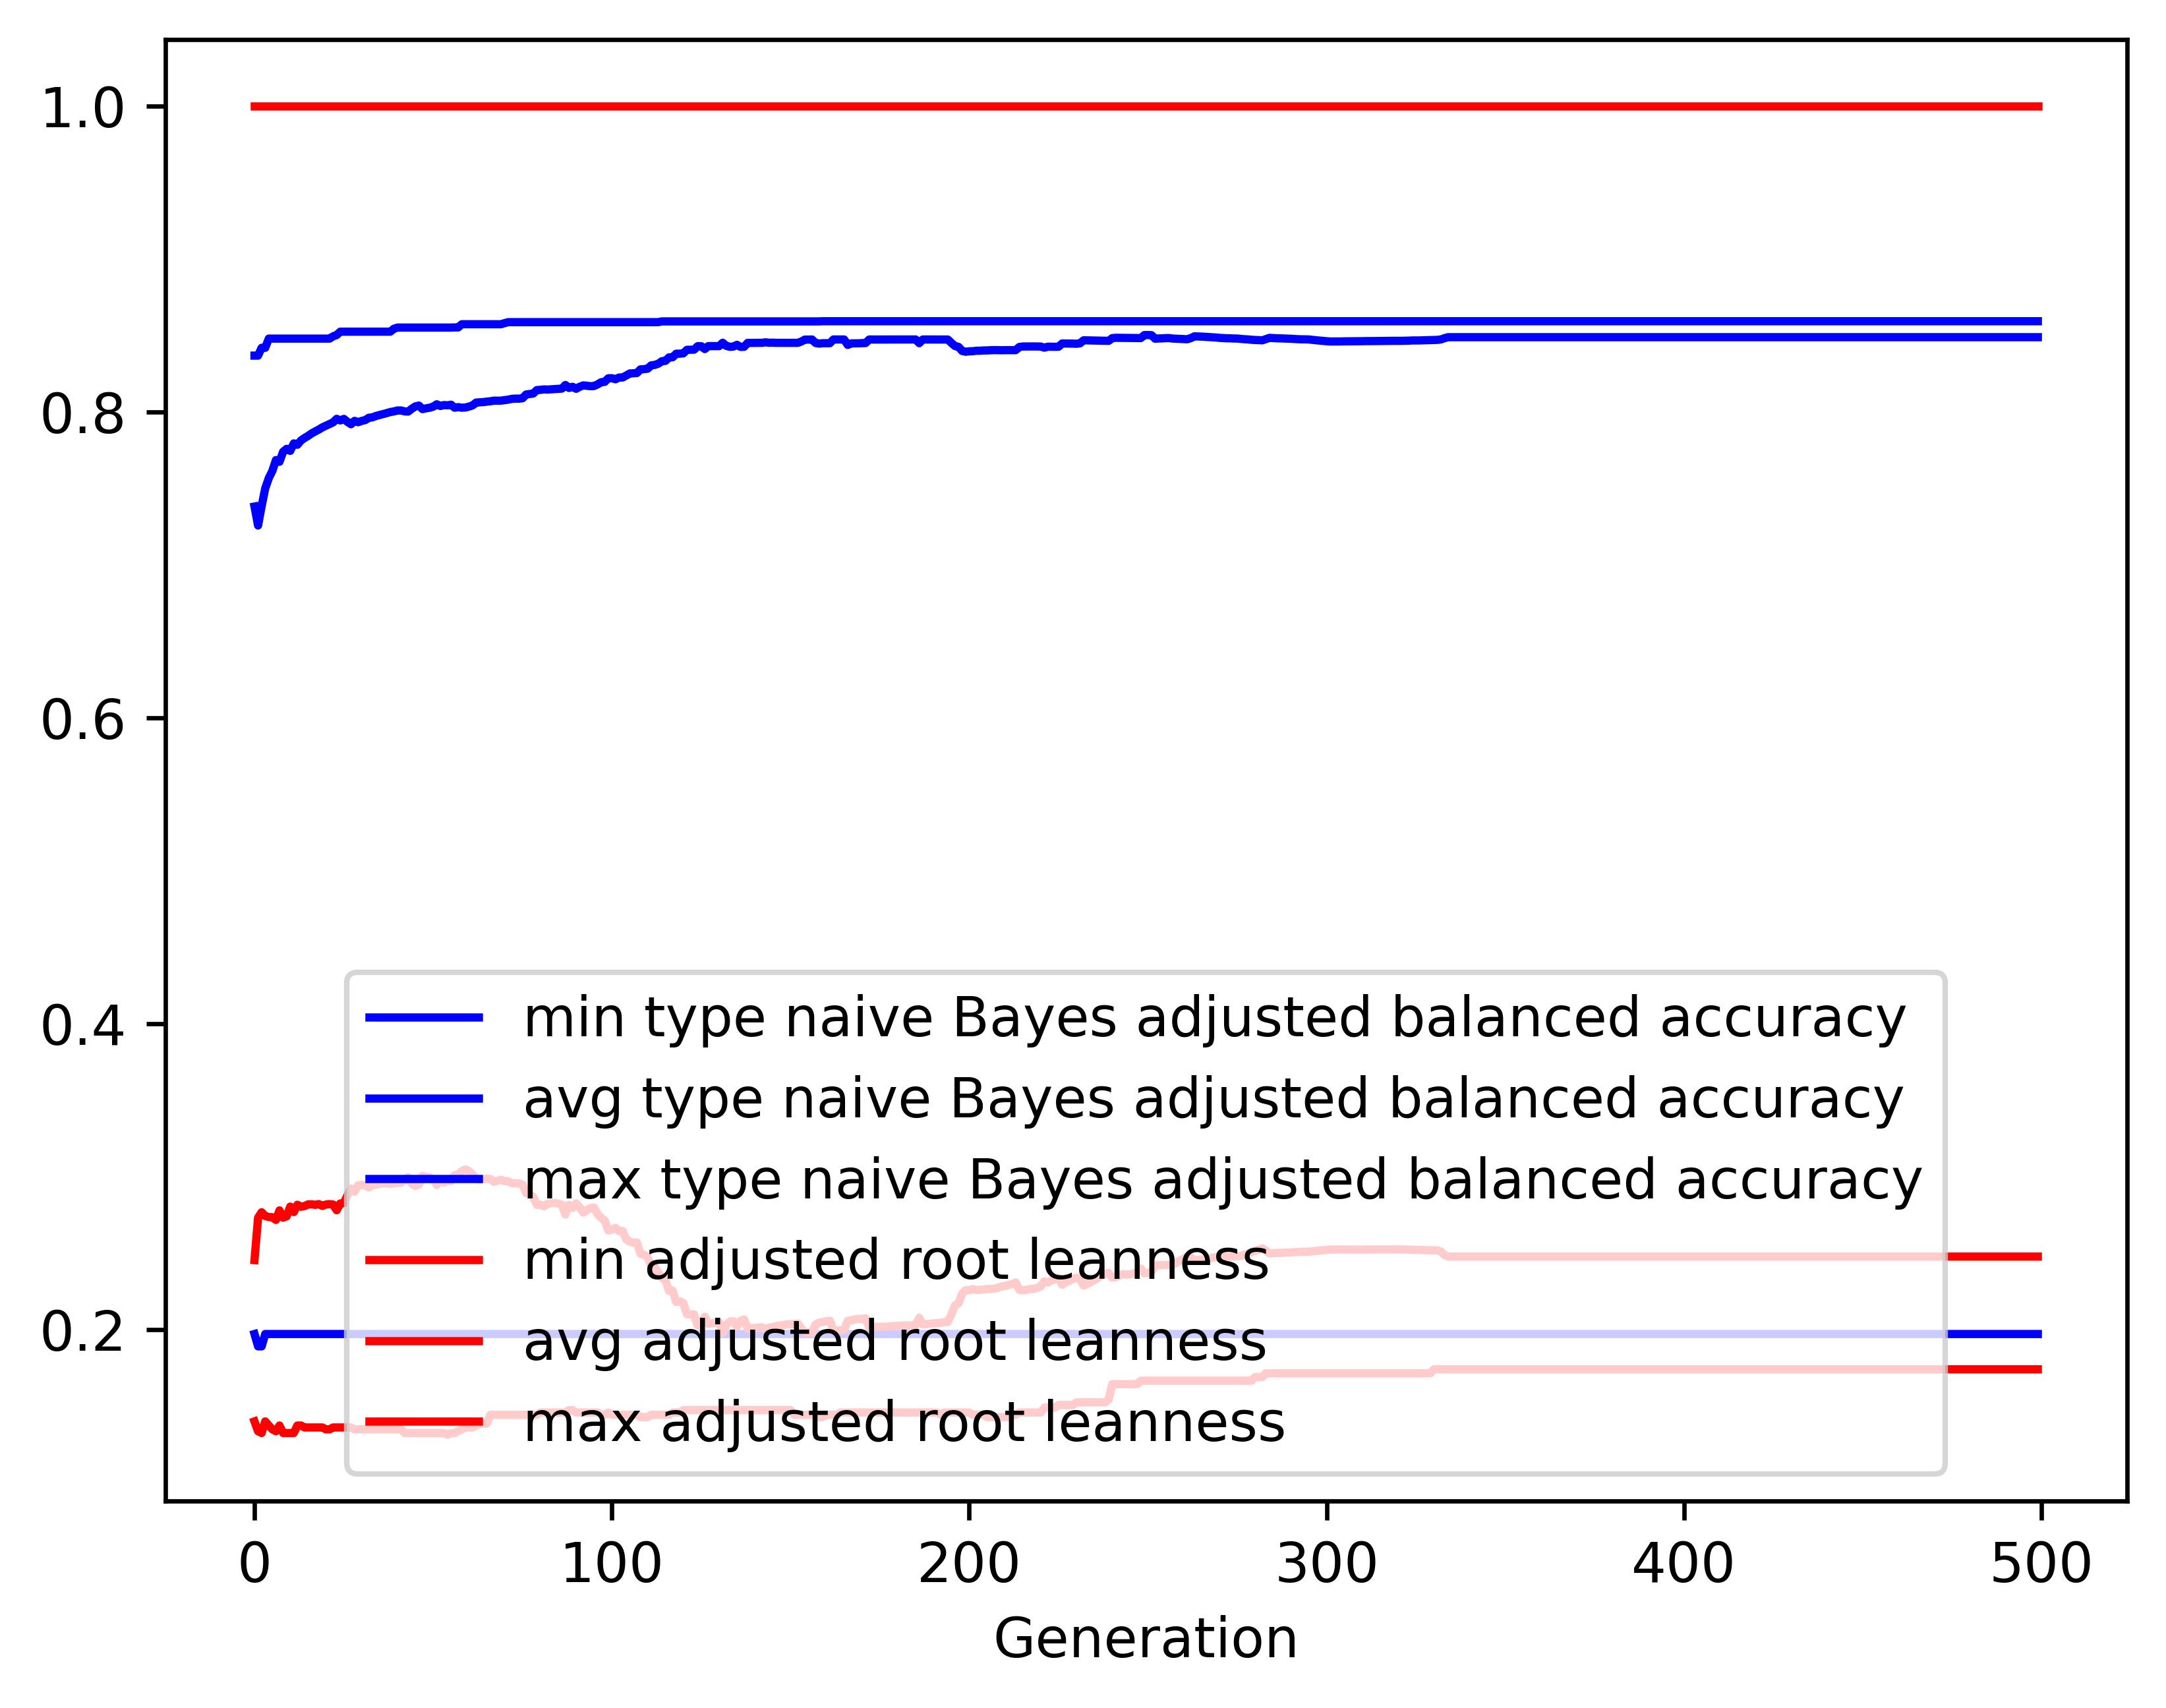 1.0
0.8
0.6
0.4
0.2
min type naive Bayes adjusted balanced accuracy
avg type naive Bayes adjusted balanced accuracy
max type naive Bayes adjusted balanced accuracy
min adjusted root leanness
avg adjusted root leanness
max adjusted root leanness
0 100 200 300 400 500
Generation